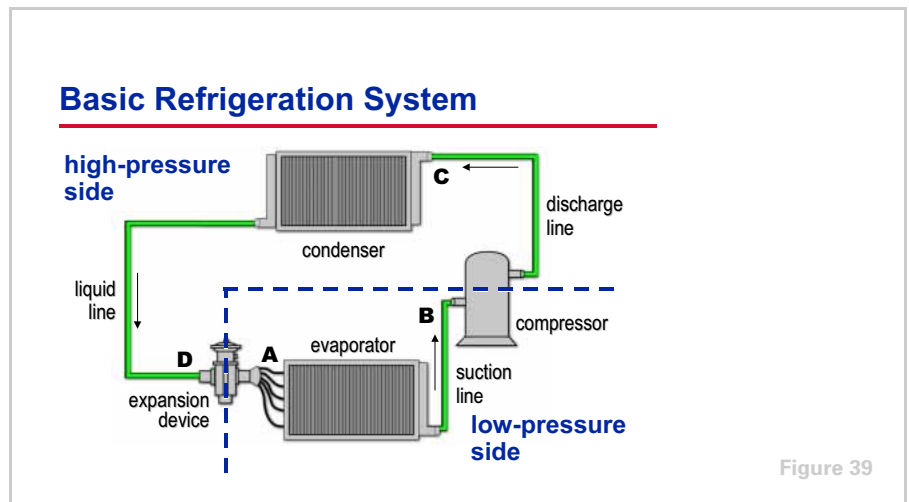 Basic Refrigeration System
high-pressure
side
C
discharge
line
condenser
liquid
line
B
compressor
evaporator
D
A
suction
line
expansion
device
low-pressure
side
Figure 39